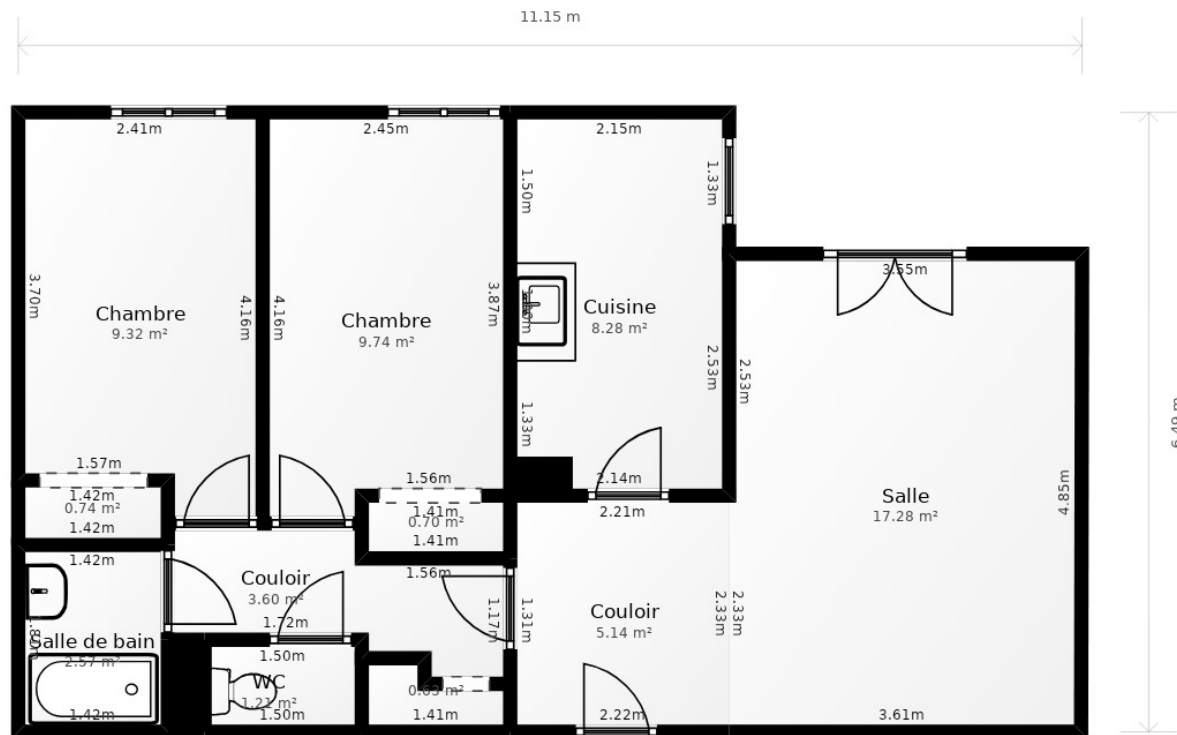 11.15 m
2.41m
2.45m
2.15m
1.50m
1.33m
3.55m
3.70m
4.16m
4.16m
3.87m
Chambre
9.32 m²
Chambre
9.74 m²
Cuisine
8.28 m²
2.53m
2.53m
1.33m
1.57m
1.42m
0.74 m²
1.42m
1.56m
1.41m
0.70 m²
1.41m
2.14m
2.21m
Salle
17.28 m²
4.85m
1.42m
Couloir
3.60 m²
1.72m
1.56m
1.17m
1.31m
Couloir
5.14 m²
2.33m
2.33m
Salle de bain
2.57 m²
1.42m
1.50m
WC
1.21 m²
1.50m
0.63 m²
1.41m
2.22m
3.61m